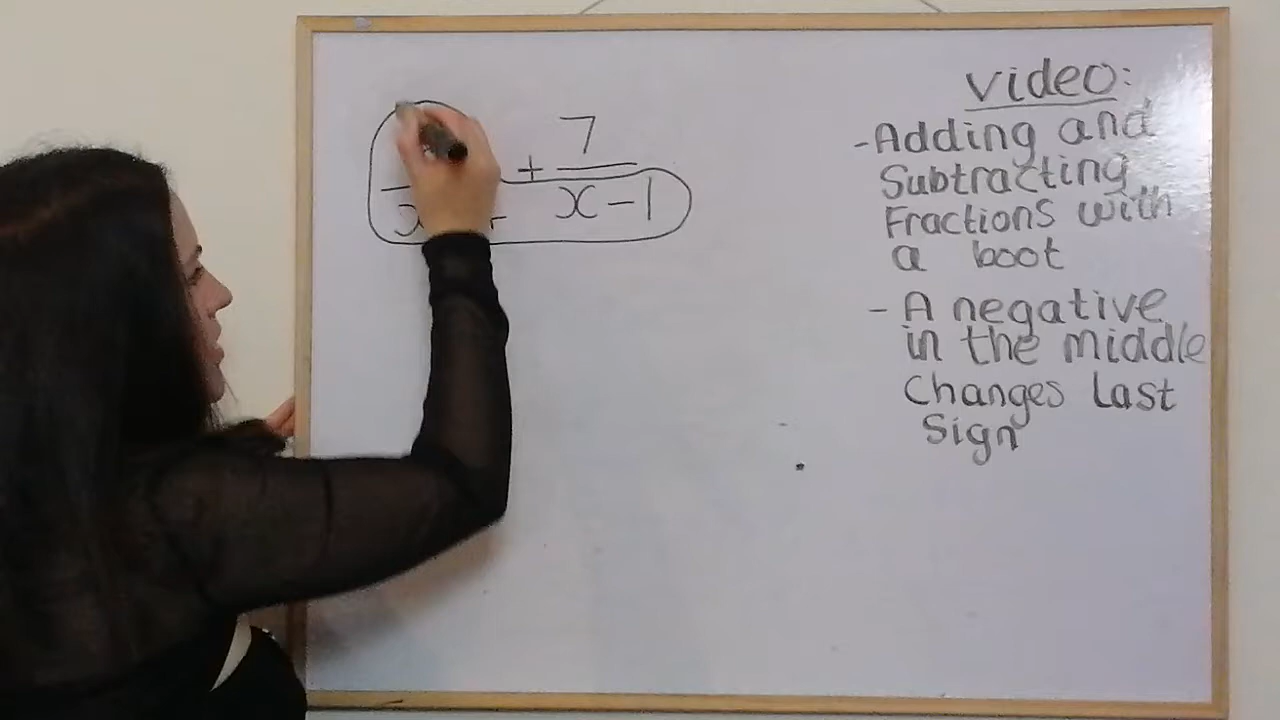 + 7
x x - 1
video:
- Adding and
Subtracting
Fractions with
a boot
- A negative
in the middle
Changes Last
Sign